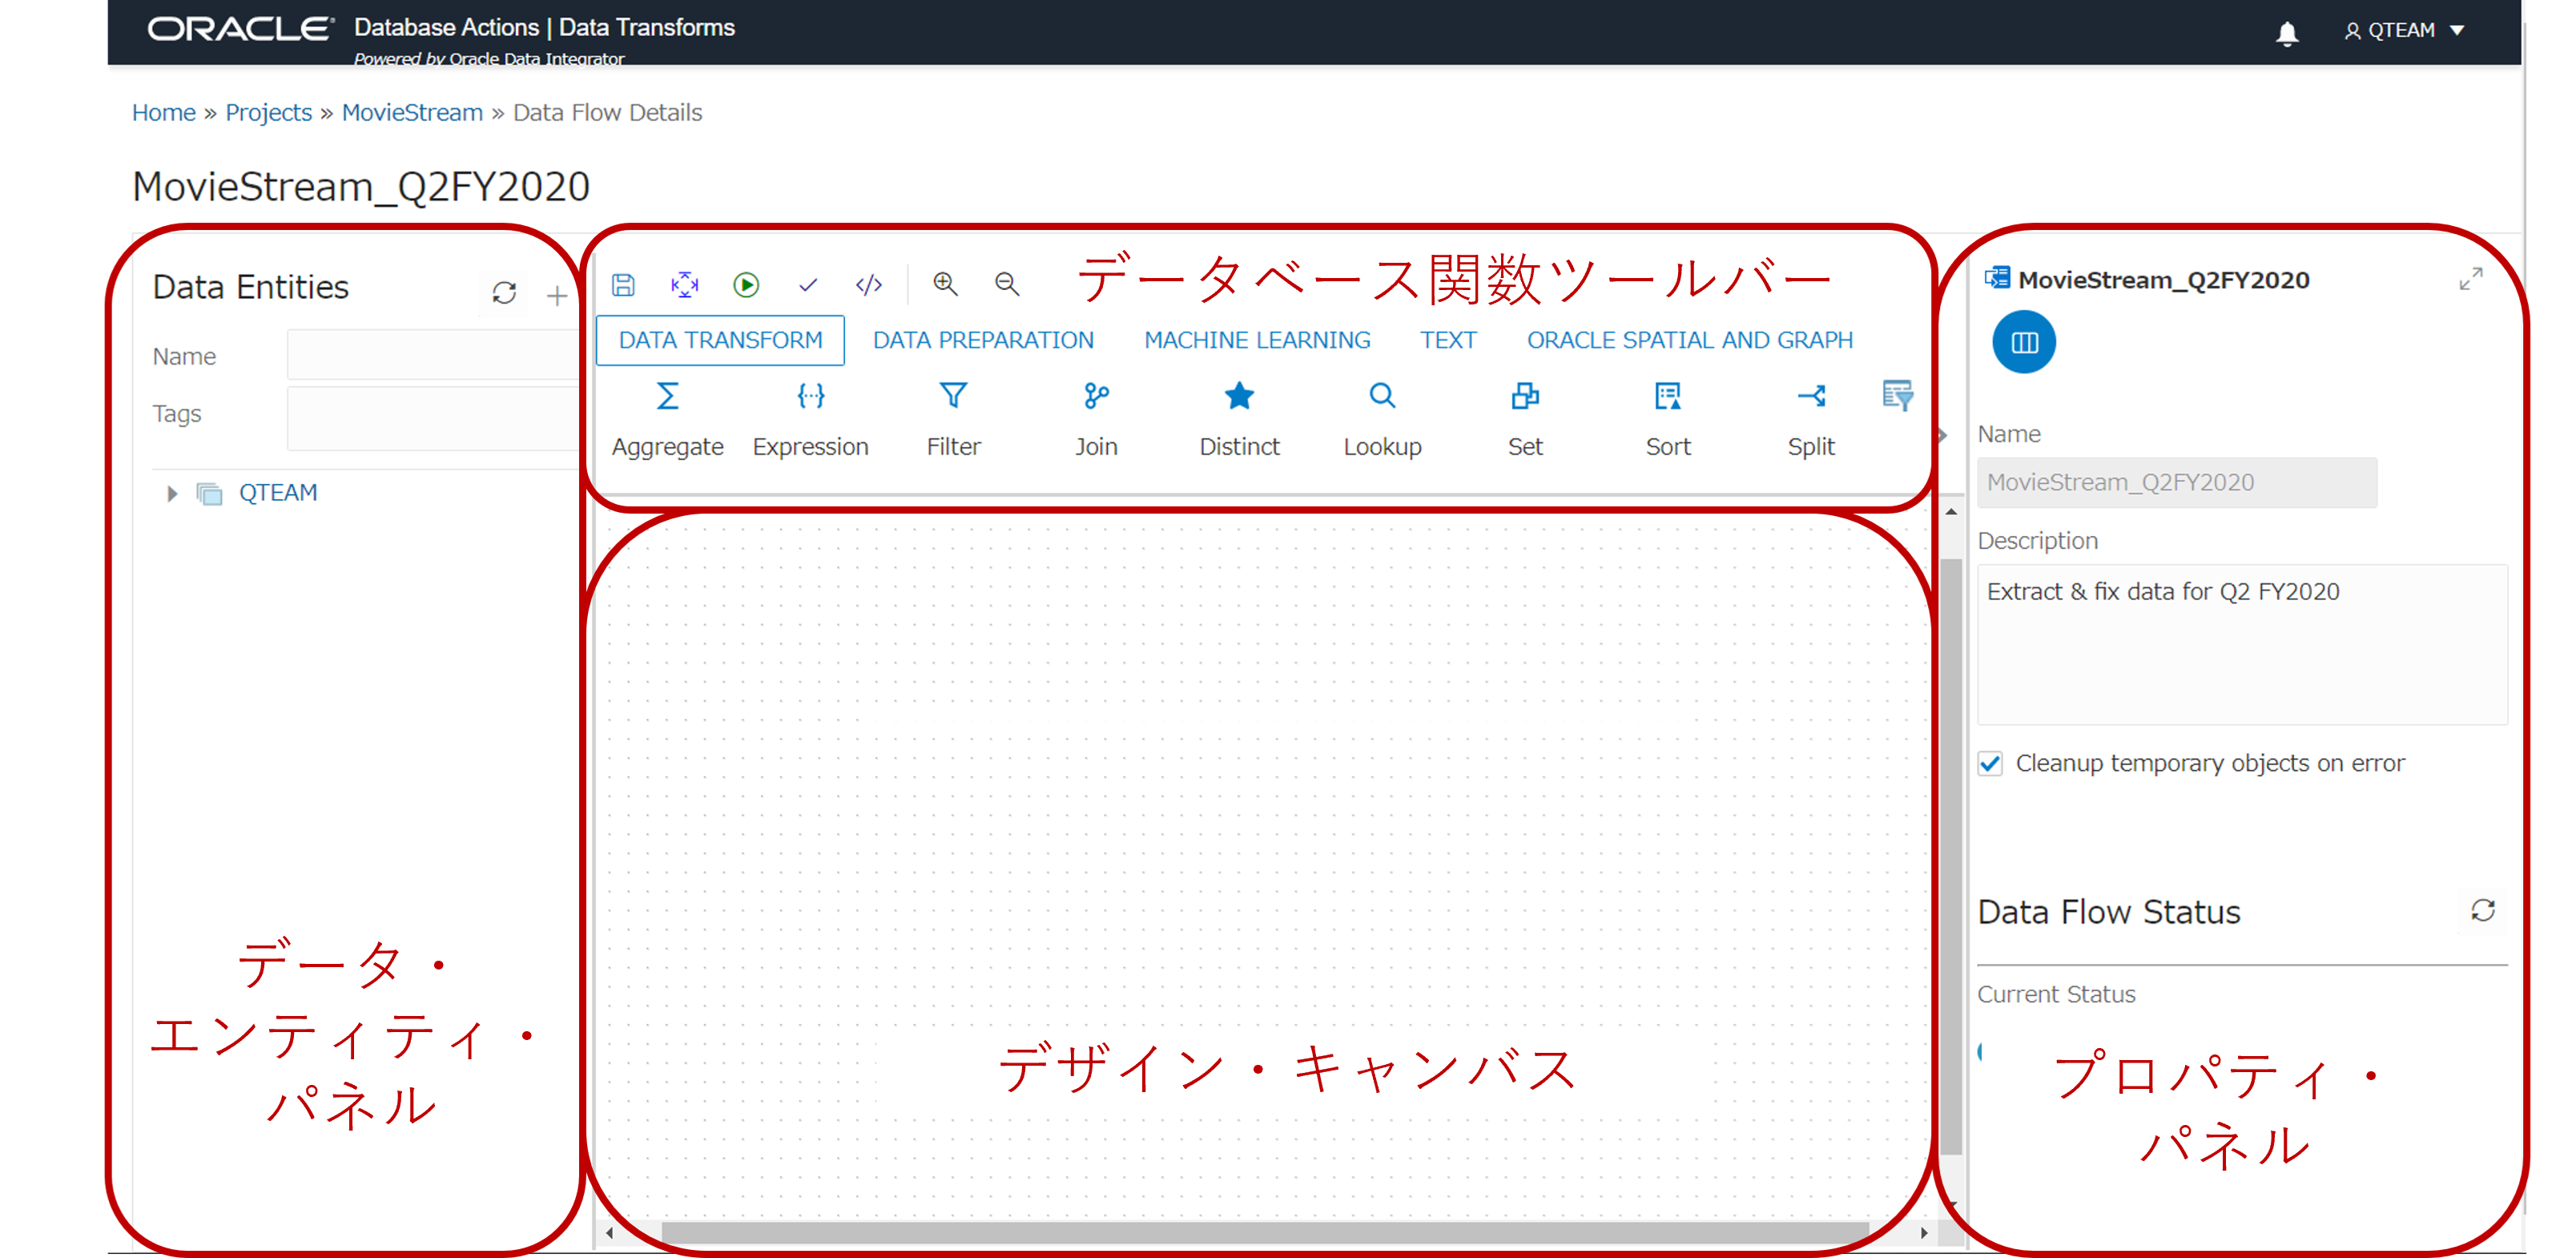 ORACLE Database Actions | Data Transforms
Powered by Oracle Data Integrator
QTEAM
Home » Projects » MovieStream » Data Flow Details
MovieStream_Q2FY2020
Data Entities
Name
Tags
QTEAM
データ・
エンティティ・
パネル
データベース関数ツールバー
DATA TRANSFORM DATA PREPARATION MACHINE LEARNING TEXT ORACLE SPATIAL AND GRAPH
Aggregate Expression Filter Join Distinct Lookup Set Sort Split
デザイン・キャンバス
MovieStream_Q2FY2020
Name
MovieStream_Q2FY2020
Description
Extract & fix data for Q2 FY2020
Cleanup temporary objects on error
Data Flow Status
Current Status
プロパティ・
パネル